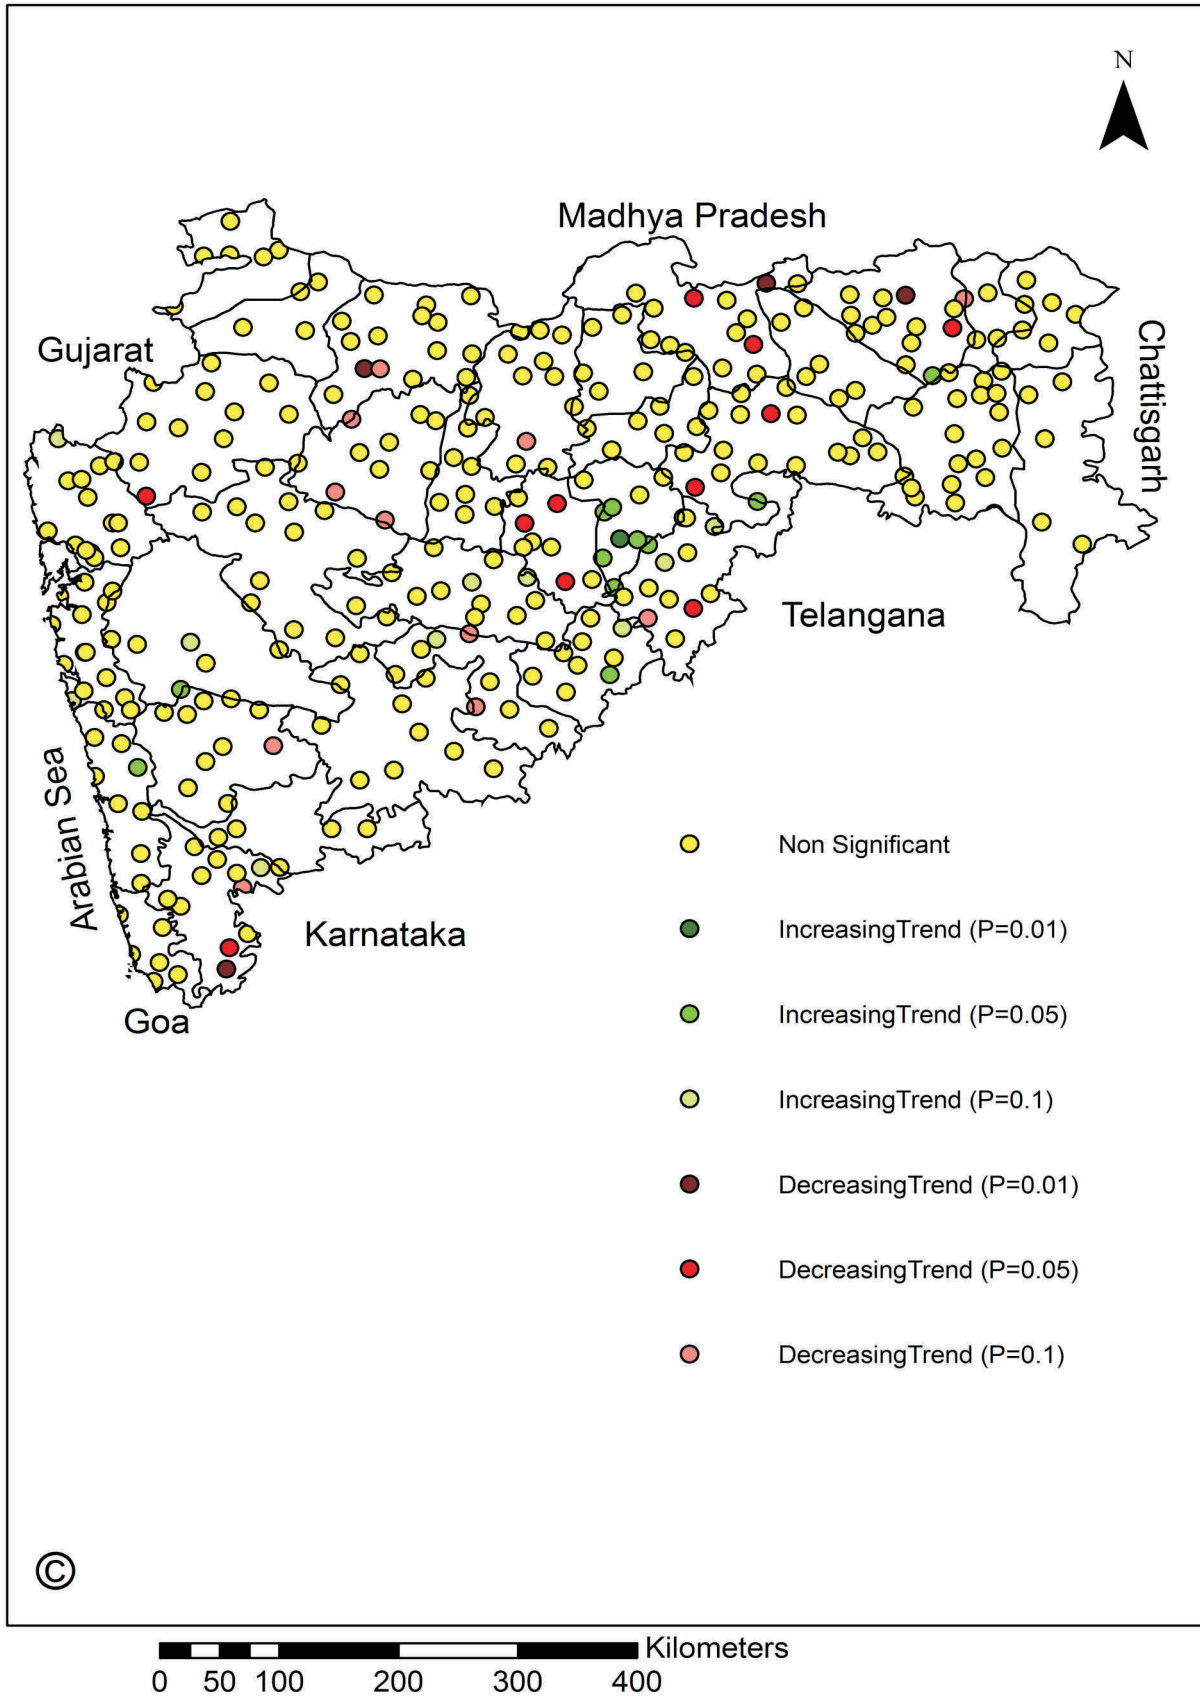 N
Madhya Pradesh
Gujarat
Chattisgarh
Telangana
Arabian Sea
Karnataka
Goa
Non Significant
IncreasingTrend (P=0.01)
IncreasingTrend (P=0.05)
IncreasingTrend (P=0.1)
DecreasingTrend (P=0.01)
DecreasingTrend (P=0.05)
DecreasingTrend (P=0.1)
©
Kilometers
0 50 100 200 300 400